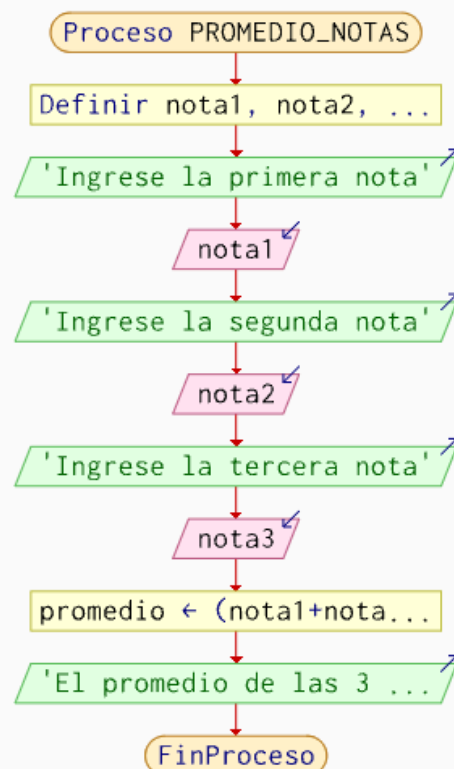 Proceso PROMEDIO_NOTAS
Definir nota1, nota2, ...
'Ingrese la primera nota'
nota1
'Ingrese la segunda nota'
nota2
'Ingrese la tercera nota'
nota3
promedio ← (nota1+nota...
'El promedio de las 3 ...
FinProceso